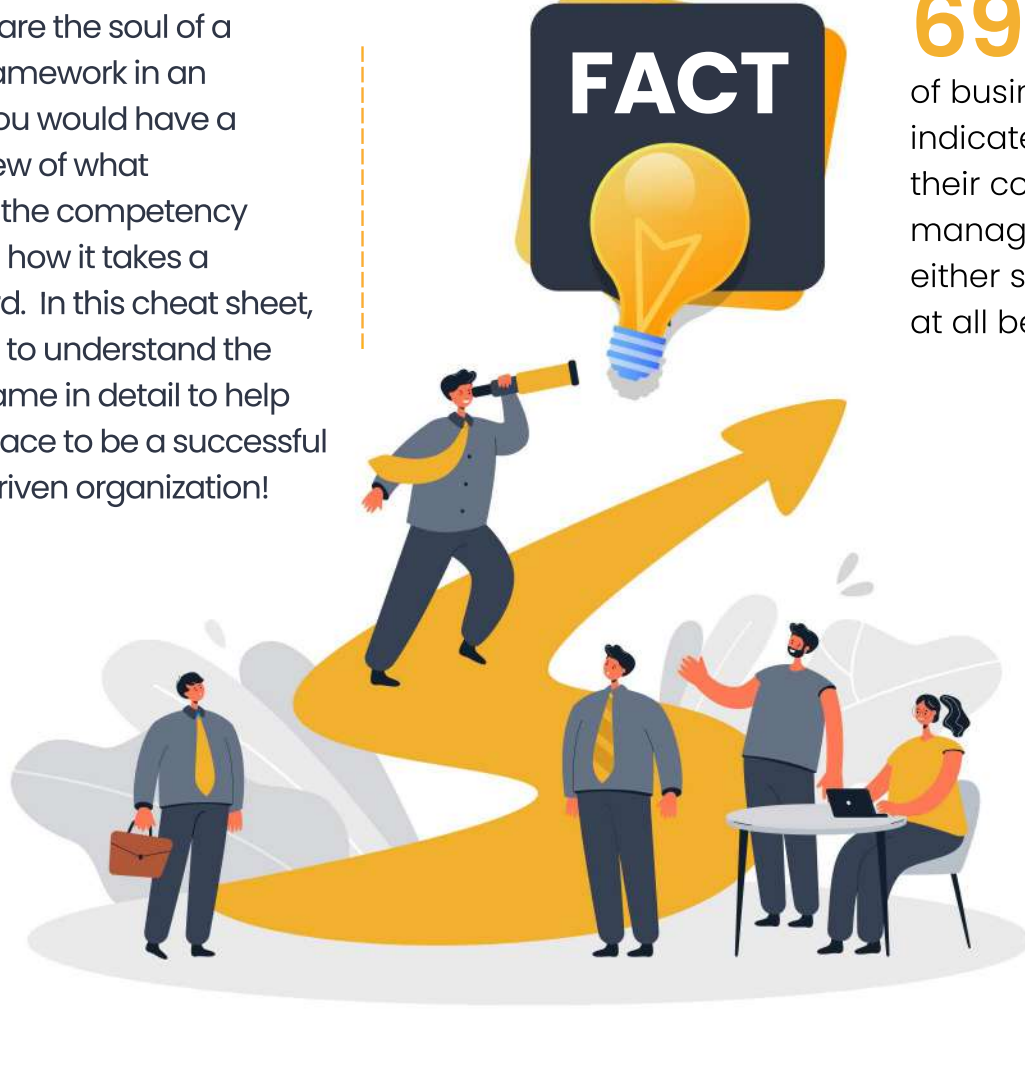 are the soul of a
amework in an
ou would have a
ew of what
the competency
how it takes a
d. In this cheat sheet,
to understand the
ame in detail to help
ace to be a successful
riven organization!
FACT
69
of busin
indicate
their co
manag
either s
at all be